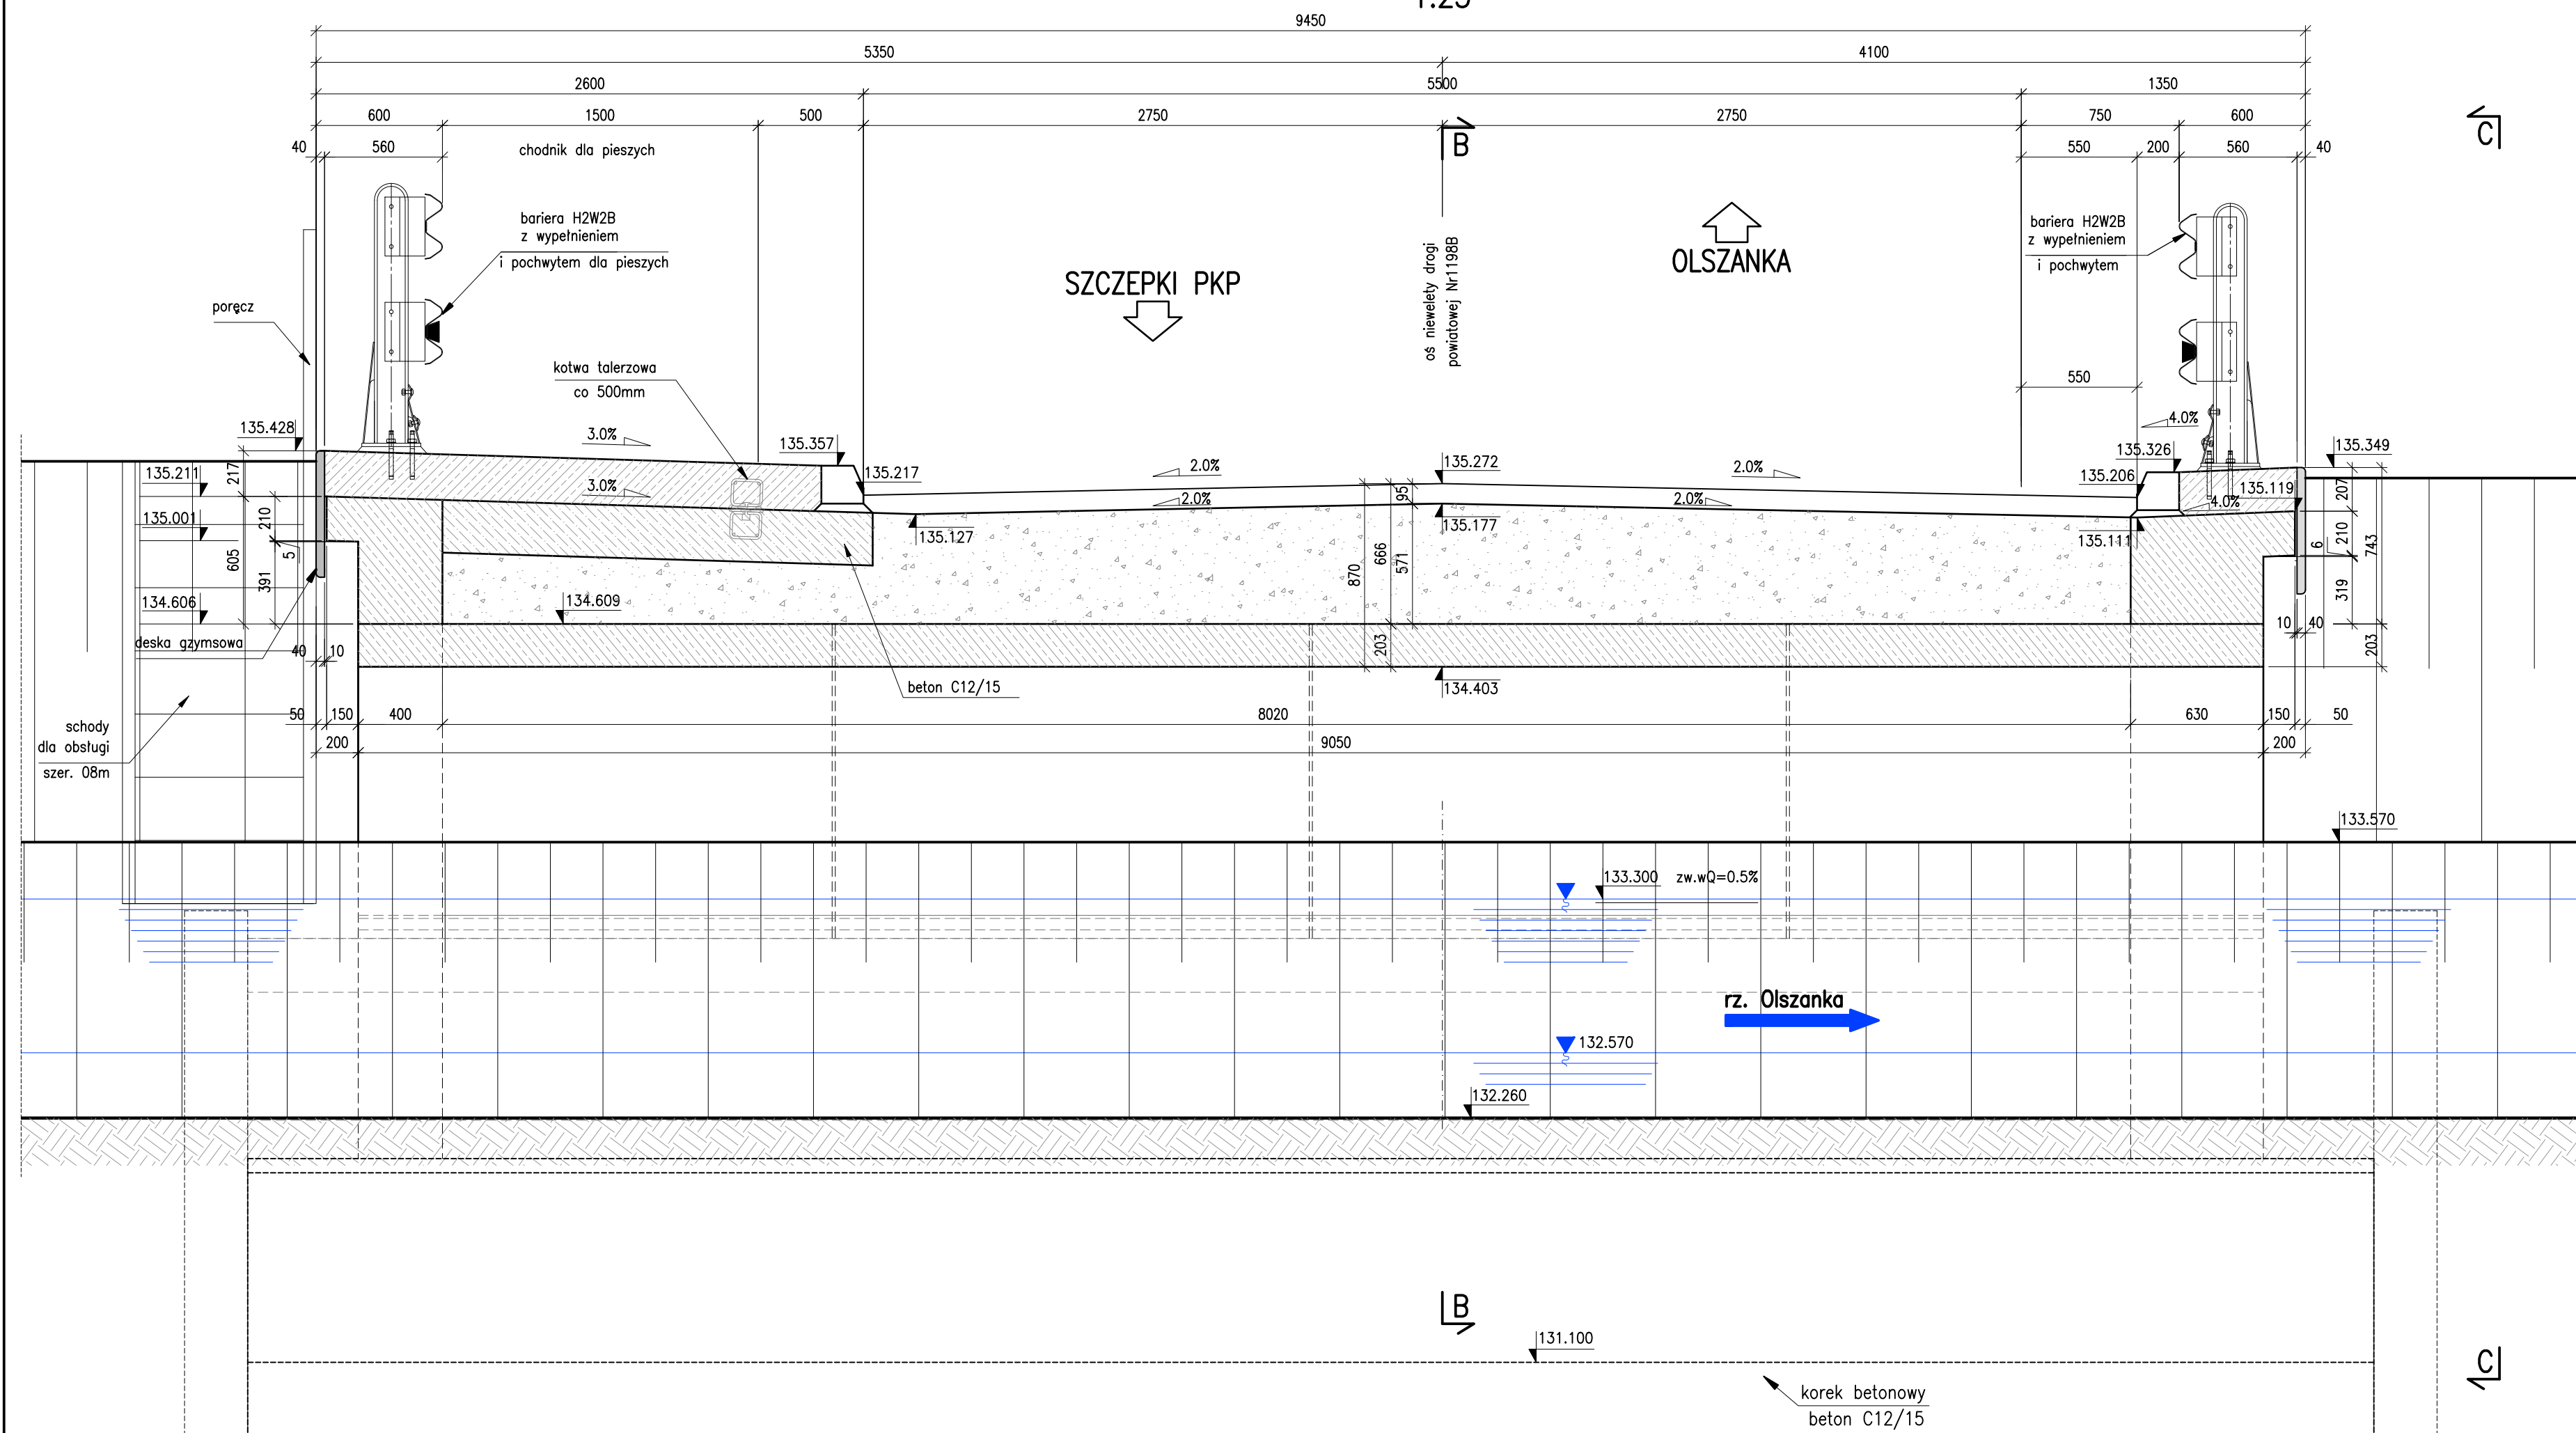 9450
5350 4100
2600 5500 1350
600 1500 500 2750 2750 750 600
40 560 chodnik dla pieszych B 550 200 560 40 C
bariera H2W2B
z wypełnieniem
i pochwytem dla pieszych
bariera H2W2B
z wypełnieniem
i pochwytem
SZCZEPKI PKP
OLSZANKA
oś niewelety drogi
powiatowej Nr1198B
poręcz
kotwa talerzowa
co 500mm
550
4.0%
135.428 3.0% 135.357 135.326 135.349
135.211 217 3.0% 135.217 2.0% 135.272 2.0% 135.206 135.119 207
2.0% 95 2.0% 4.0%
135.001 210 135.127 135.177 135.111 210
605 391 5 870 666 571 6 743 319
134.606 134.609
deska gzymsowa
40 10 203 10 40 203
beton C12/15 134.403
50 150 400 8020 630 150 50
200 9050 200
schody
dla obsługi
szer. 08m
133.570
133.300 zw.wQ=0.5%
rz. Olszanka
132.570
132.260
B
131.100
C
korek betonowy
beton C12/15